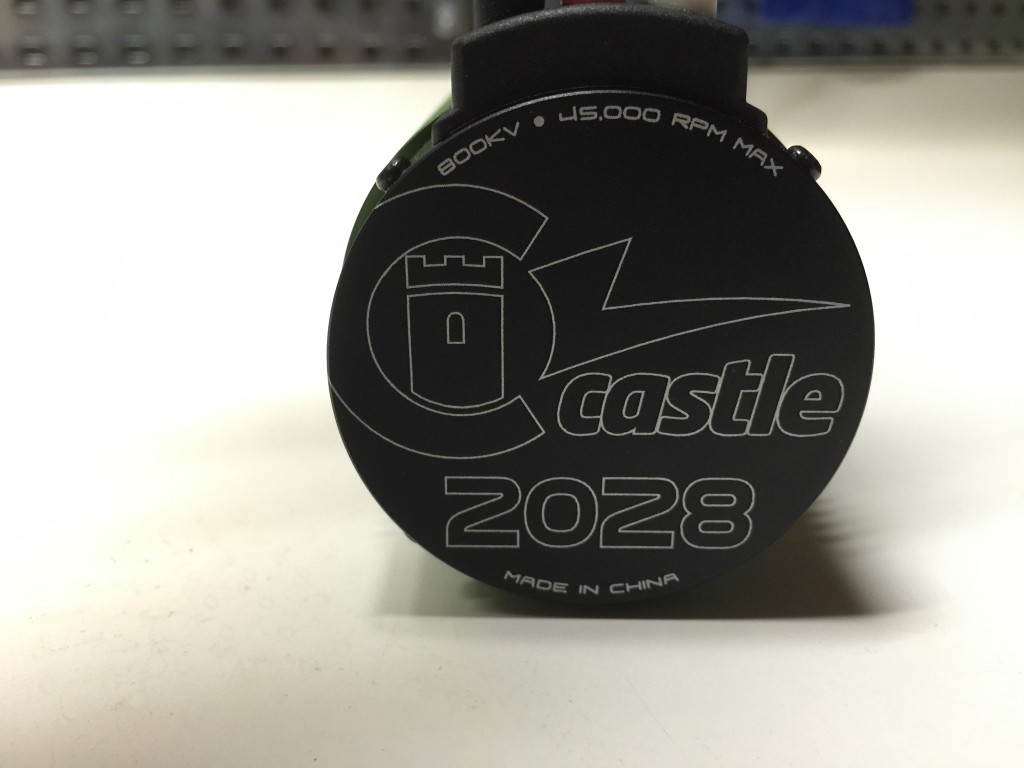 800KV • 45,000 RPM MAX
castle
2028
MADE IN CHINA